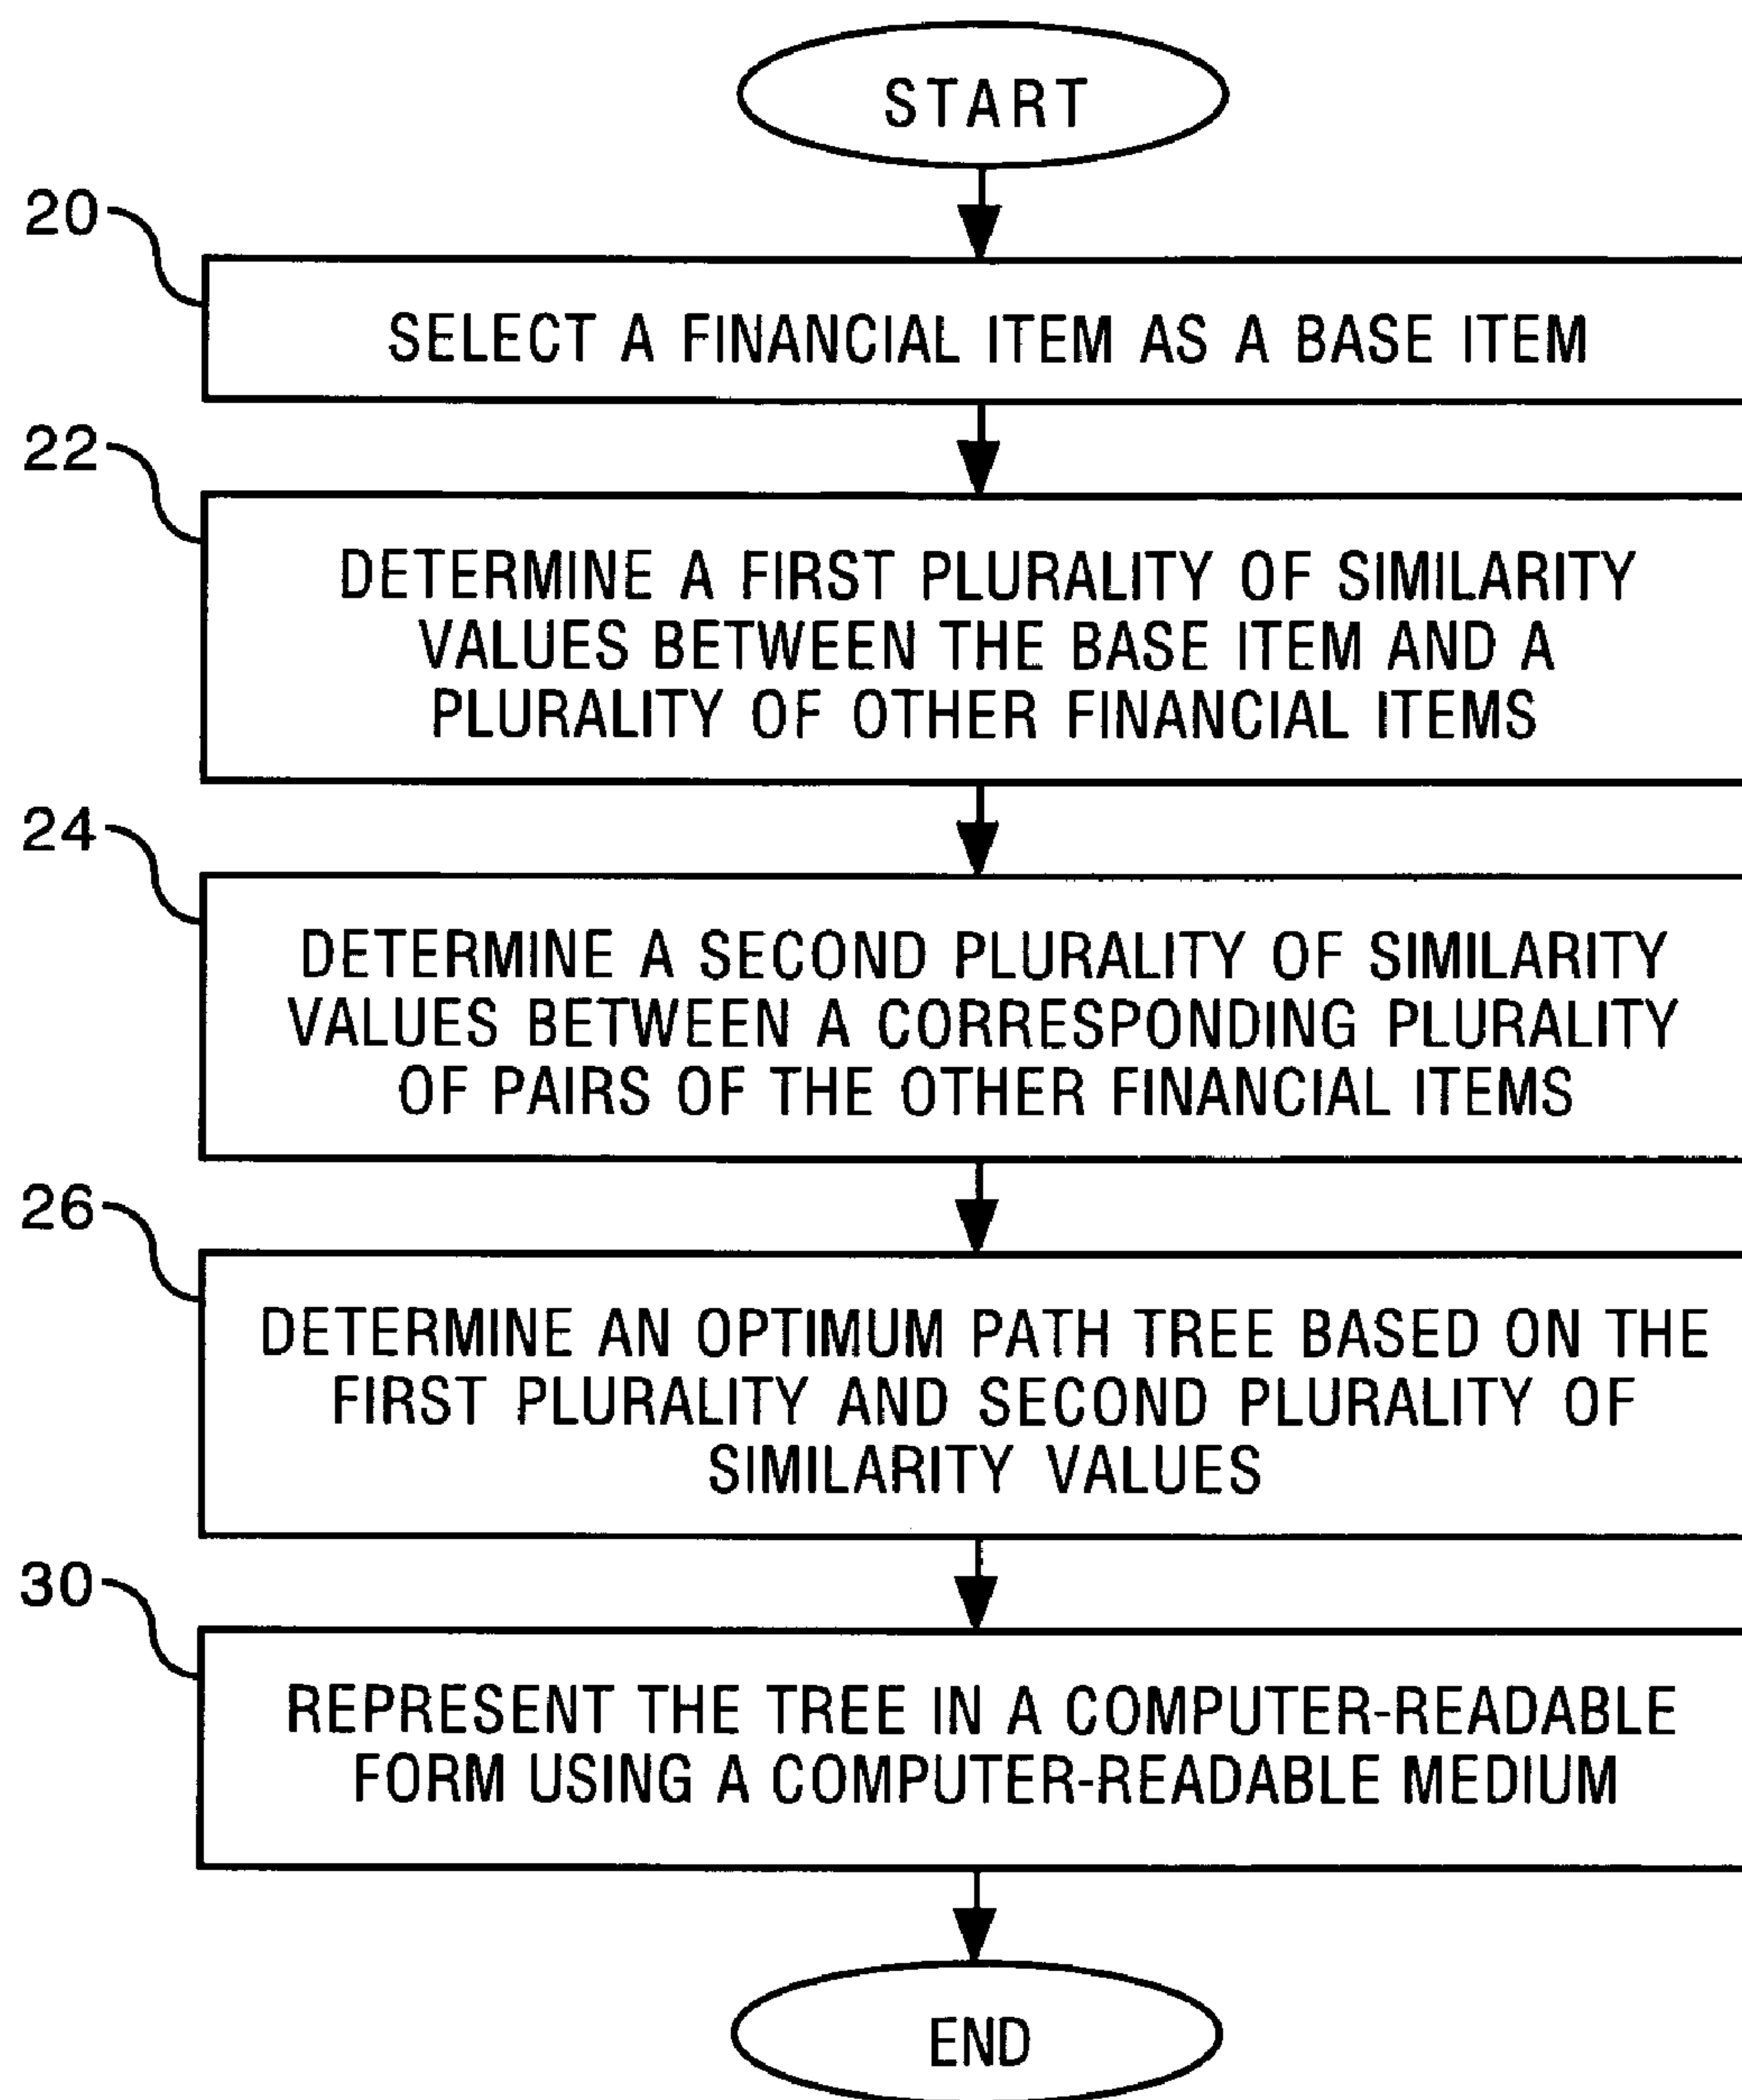 START
20
SELECT A FINANCIAL ITEM AS A BASE ITEM
22
DETERMINE A FIRST PLURALITY OF SIMILARITY
VALUES BETWEEN THE BASE ITEM AND A
PLURALITY OF OTHER FINANCIAL ITEMS
24
DETERMINE A SECOND PLURALITY OF SIMILARITY
VALUES BETWEEN A CORRESPONDING PLURALITY
OF PAIRS OF THE OTHER FINANCIAL ITEMS
26
DETERMINE AN OPTIMUM PATH TREE BASED ON THE
FIRST PLURALITY AND SECOND PLURALITY OF
SIMILARITY VALUES
30
REPRESENT THE TREE IN A COMPUTER-READABLE
FORM USING A COMPUTER-READABLE MEDIUM
END